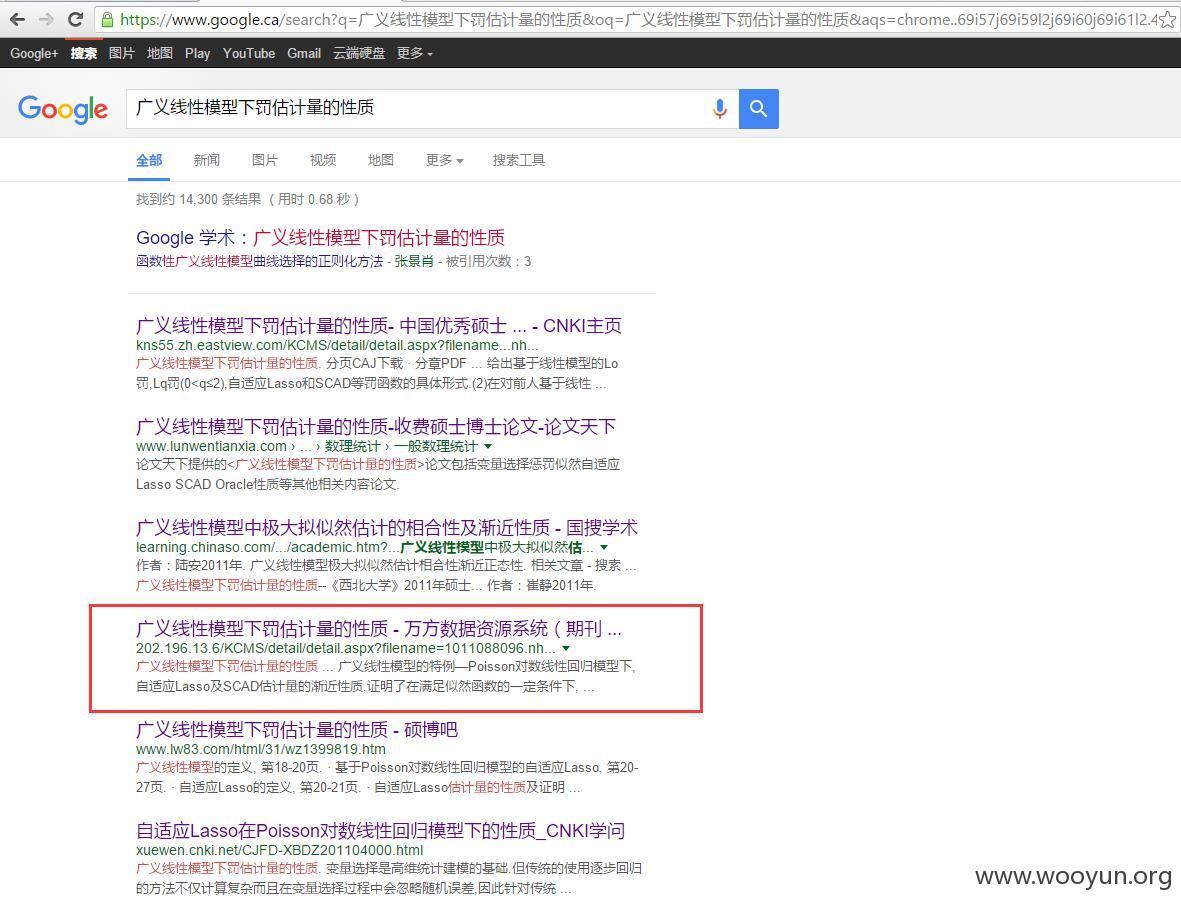 https://www.google.ca/search?q=广义线性模型下罚估计量的性质&oq=广义线性模型下罚估计量的性质&aqs=chrome..69i57j69i59l2j69i60j69i61l2.4
Google+ 搜索 图片 地图 Play YouTube Gmail 云端硬盘 更多
Google 广义线性模型下罚估计量的性质
全部 新闻 图片 视频 地图 更多 搜索工具
找到约 14,300 条结果 （用时 0.68 秒）
Google 学术：广义线性模型下罚估计量的性质
函数性广义线性模型曲线选择的正则化方法 - 张景肖 - 被引用次数：3
广义线性模型下罚估计量的性质- 中国优秀硕士 ... - CNKI主页
kns55.zh.eastview.com/KCMS/detail/detail.aspx?filename...nh...
广义线性模型下罚估计量的性质. 分页CAJ下载 · 分章PDF ... 给出基于线性模型的Lo
罚,Lq罚(0<q≤2),自适应Lasso和SCAD等罚函数的具体形式.(2)在对前人基于线性 ...
广义线性模型下罚估计量的性质-收费硕士博士论文-论文天下
www.lunwentianxia.com › ... › 数理统计 › 一般数理统计
论文天下提供的<广义线性模型下罚估计量的性质>论文包括变量选择惩罚似然自适应
Lasso SCAD Oracle性质等其他相关内容论文.
广义线性模型中极大拟似然估计的相合性及渐近性质 - 国搜学术
learning.chinaso.com/.../academic.htm?...广义线性模型中极大拟似然估...
作者：陆安2011年. 广义线性模型极大拟似然估计相合性渐近正态性. 相关文章 - 搜索 ...
广义线性模型下罚估计量的性质--《西北大学》2011年硕士... 作者：崔静2011年.
广义线性模型下罚估计量的性质 - 万方数据资源系统（期刊 ...
202.196.13.6/KCMS/detail/detail.aspx?filename=1011088096.nh...
广义线性模型下罚估计量的性质 ... 广义线性模型的特例—Poisson对数线性回归模型下,
自适应Lasso及SCAD估计量的渐近性质,证明了在满足似然函数的一定条件下, ...
广义线性模型下罚估计量的性质 - 硕博吧
www.lw83.com/html/31/wz1399819.htm
广义线性模型的定义, 第18-20页. · 基于Poisson对数线性回归模型的自适应Lasso, 第20-
27页. · 自适应Lasso的定义, 第20-21页. · 自适应Lasso估计量的性质及证明 ...
自适应Lasso在Poisson对数线性回归模型下的性质_CNKI学问
xuewen.cnki.net/CJFD-XBDZ201104000.html
广义线性模型下罚估计量的性质. 变量选择是高维统计建模的基础.但传统的使用逐步回归
的方法不仅计算复杂而且在变量选择过程中会忽略随机误差,因此针对传统 ...
www.wooyun.org